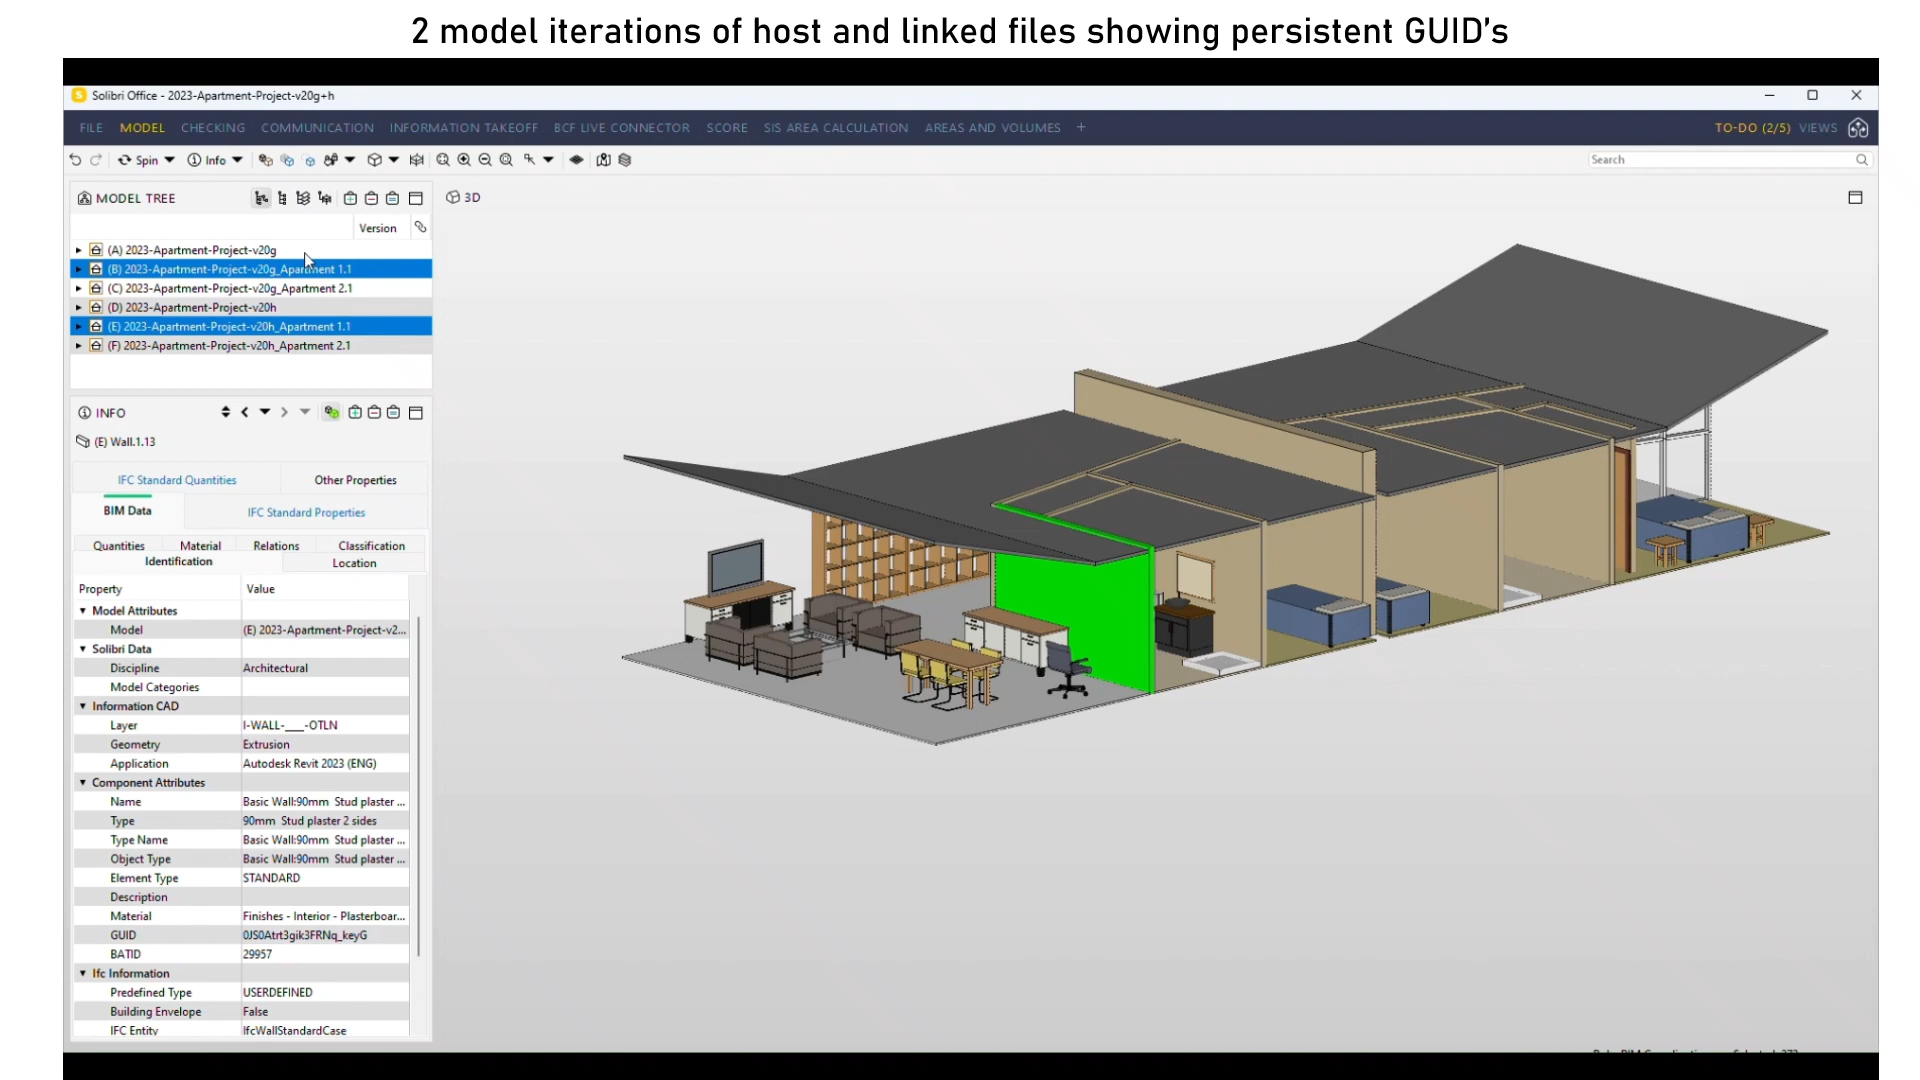 2 model iterations of host and linked files showing persistent GUID's
Solibri Office - 2023-Apartment-Project-v20g+h
FILE MODEL CHECKING COMMUNICATION INFORMATION TAKEOFF BCF LIVE CONNECTOR SCORE SIS AREA CALCULATION AREAS AND VOLUMES + TO-DO (2/5) VIEWS
Spin Info Search
MODEL TREE 3D
Version
(A) 2023-Apartment-Project-v20g
(B) 2023-Apartment-Project-v20g_Apartment 1.1
(C) 2023-Apartment-Project-v20g_Apartment 2.1
(D) 2023-Apartment-Project-v20h
(E) 2023-Apartment-Project-v20h_Apartment 1.1
(F) 2023-Apartment-Project-v20h_Apartment 2.1
INFO
(E) Wall.1.13
IFC Standard Quantities Other Properties
BIM Data IFC Standard Properties
Quantities Material Relations Classification
Identification Location
Property Value
Model Attributes
Model (E) 2023-Apartment-Project-v2...
Solibri Data
Discipline Architectural
Model Categories
Information CAD
Layer I-WALL-___-OTLN
Geometry Extrusion
Application Autodesk Revit 2023 (ENG)
Component Attributes
Name Basic Wall:90mm Stud plaster ...
Type 90mm Stud plaster 2 sides
Type Name Basic Wall:90mm Stud plaster ...
Object Type Basic Wall:90mm Stud plaster ...
Element Type STANDARD
Description
Material Finishes - Interior - Plasterboar...
GUID 0JS0Atrt3gik3FRNq_keyG
BATID 29957
Ifc Information
Predefined Type USERDEFINED
Building Envelope False
IFC Entity IfcWallStandardCase